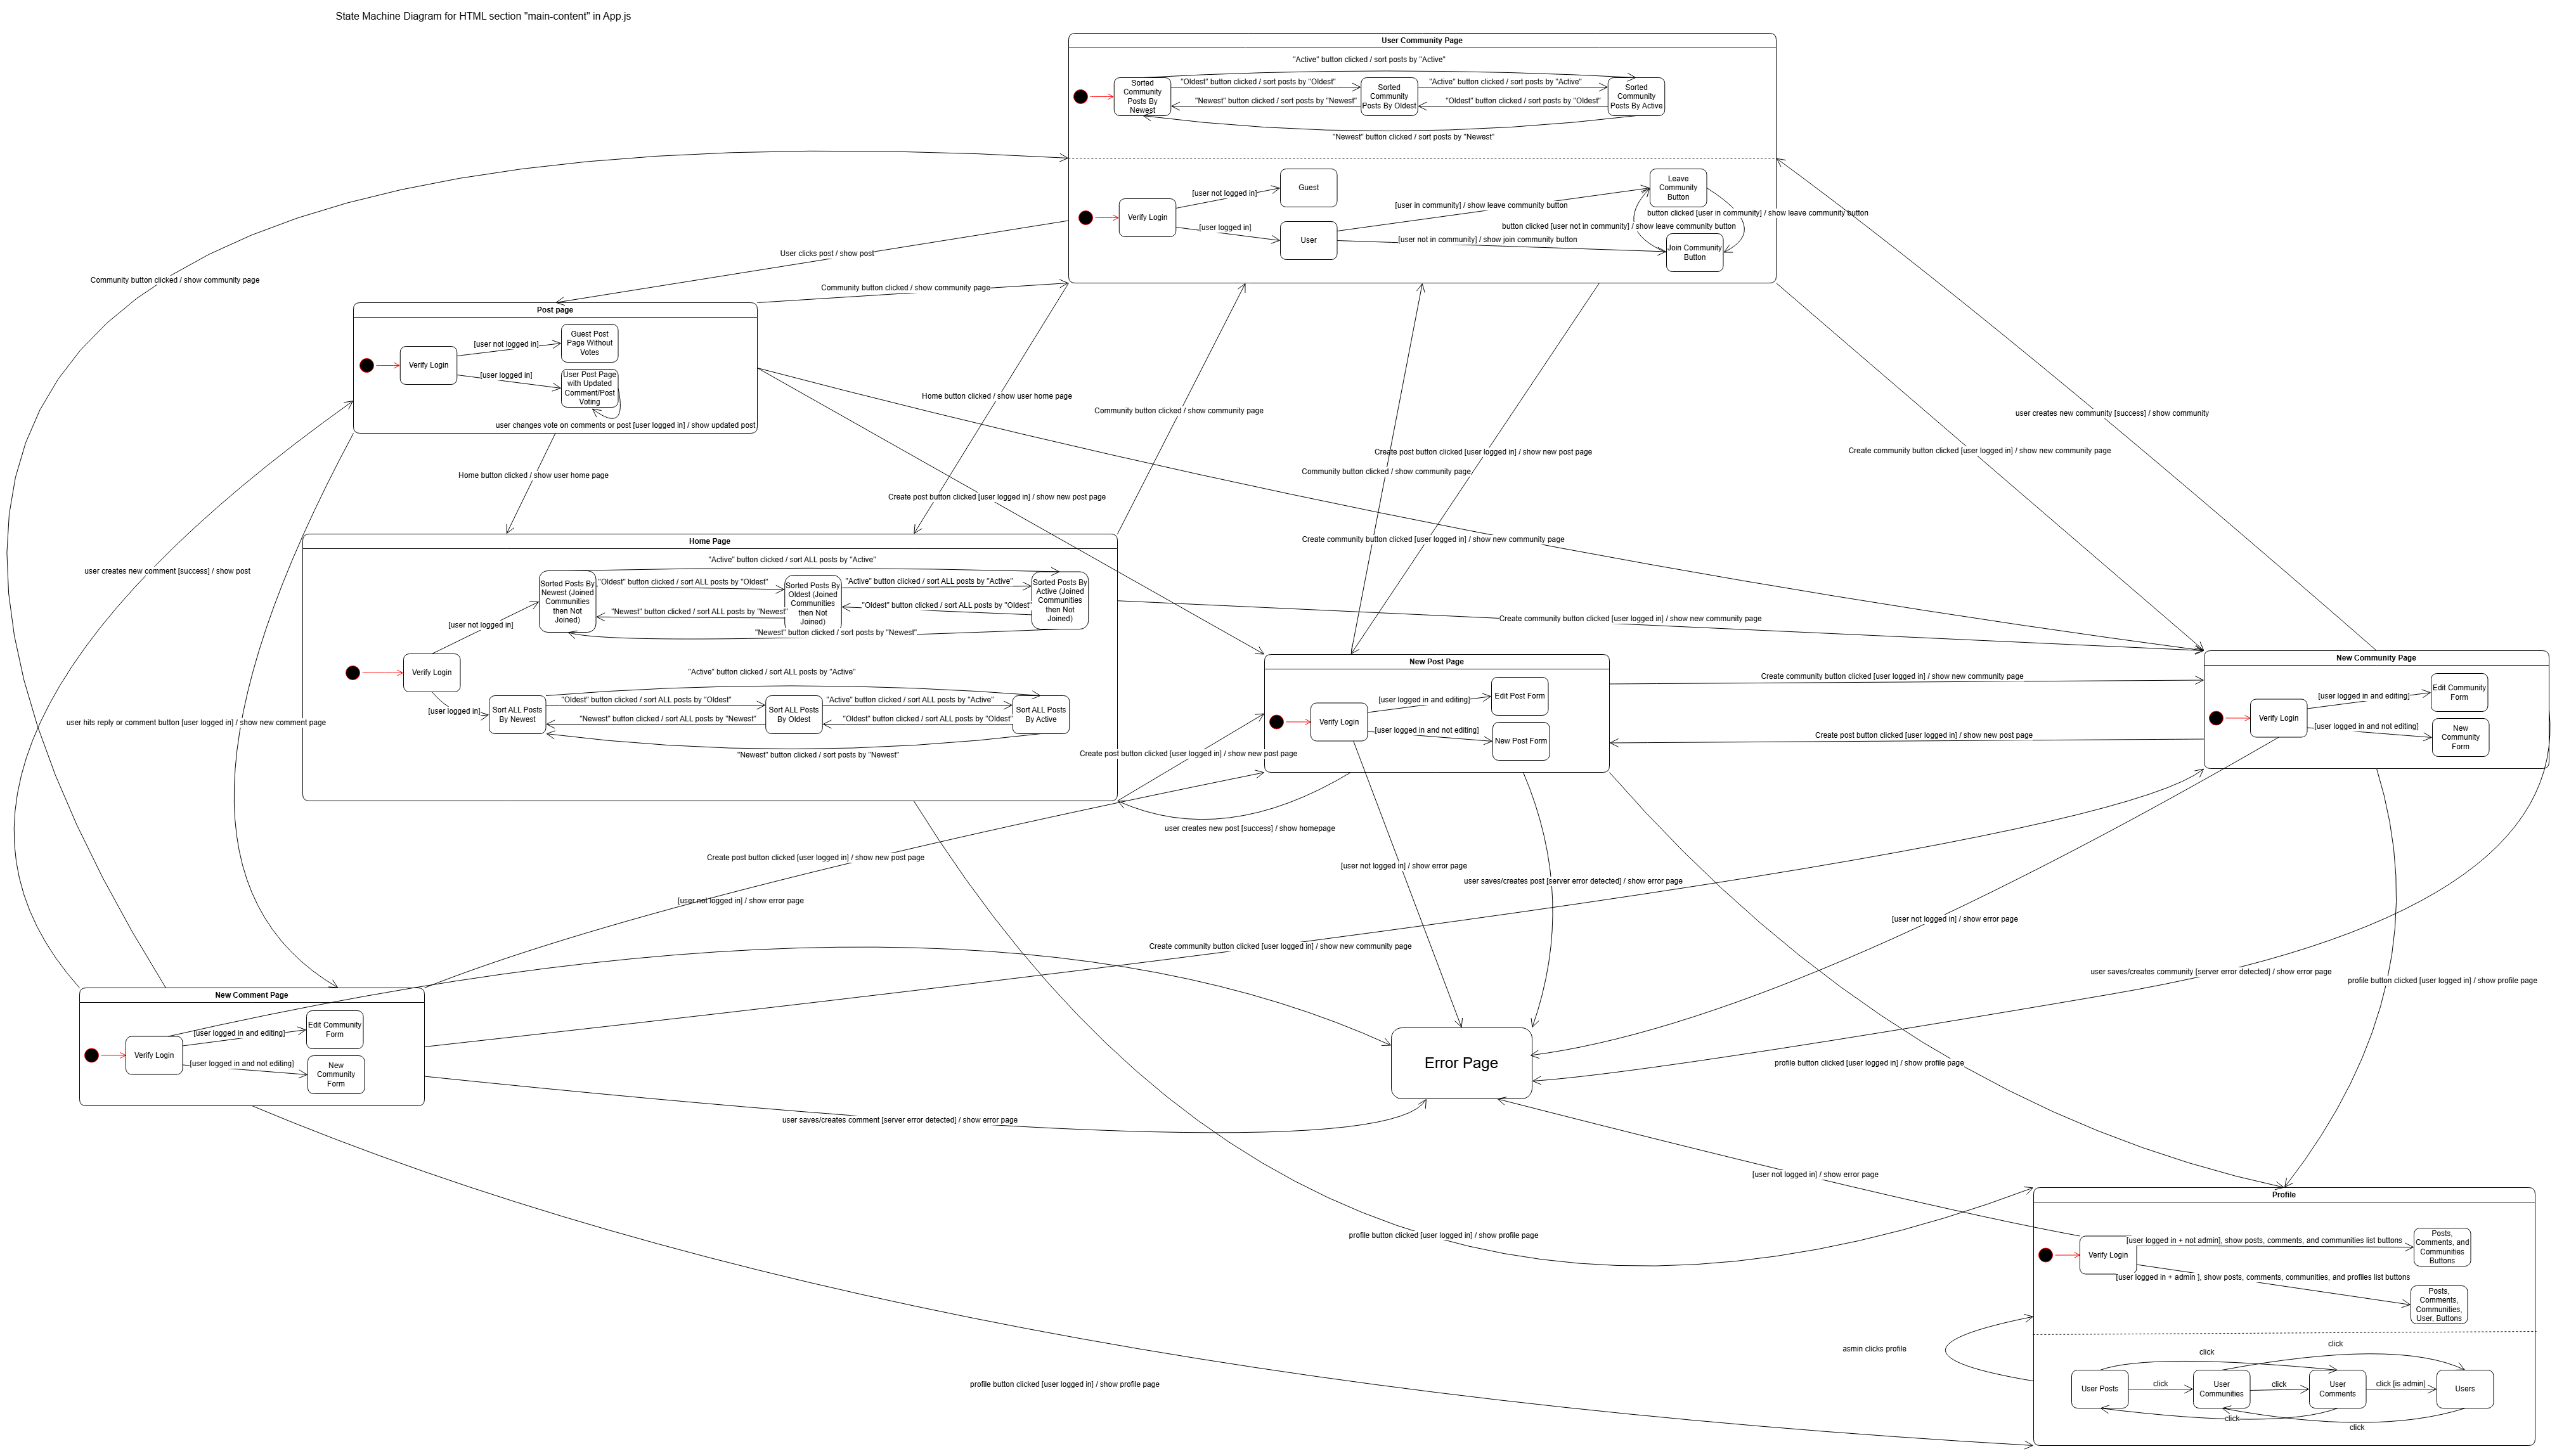 State Machine Diagram for HTML section "main-content" in App.js
User Community Page
"Active" button clicked / sort posts by "Active"
Sorted
Community
Posts By
Newest
"Oldest" button clicked / sort posts by "Oldest"
"Newest" button clicked / sort posts by "Newest"
Sorted
Community
Posts By Oldest
"Active" button clicked / sort posts by "Active"
"Oldest" button clicked / sort posts by "Oldest"
Sorted
Community
Posts By Active
"Newest" button clicked / sort posts by "Newest"
Verify Login
[user not logged in]
Guest
[user logged in]
User
[user in community] / show leave community button
[user not in community] / show join community button
Leave
Community
Button
button clicked [user in community] / show leave community button
button clicked [user not in community] / show leave community button
Join Community
Button
User clicks post / show post
Community button clicked / show community page
Community button clicked / show community page
Post page
Verify Login
[user not logged in]
Guest Post
Page Without
Votes
[user logged in]
User Post Page
with Updated
Comment/Post
Voting
user changes vote on comments or post [user logged in] / show updated post
Home button clicked / show user home page
Community button clicked / show community page
Home button clicked / show user home page
Create post button clicked [user logged in] / show new post page
Community button clicked / show community page
Create post button clicked [user logged in] / show new post page
Create community button clicked [user logged in] / show new community page
user creates new community [success] / show community
Create community button clicked [user logged in] / show new community page
user creates new comment [success] / show post
Home Page
"Active" button clicked / sort ALL posts by "Active"
Sorted Posts By
Newest (Joined
Communities
then Not
Joined)
"Oldest" button clicked / sort ALL posts by "Oldest"
"Newest" button clicked / sort ALL posts by "Newest"
Sorted Posts By
Oldest (Joined
Communities
then Not
Joined)
"Active" button clicked / sort ALL posts by "Active"
"Oldest" button clicked / sort ALL posts by "Oldest"
Sorted Posts By
Active (Joined
Communities
then Not
Joined)
"Newest" button clicked / sort posts by "Newest"
[user not logged in]
Verify Login
[user logged in]
"Active" button clicked / sort ALL posts by "Active"
Sort ALL Posts
By Newest
"Oldest" button clicked / sort ALL posts by "Oldest"
"Newest" button clicked / sort ALL posts by "Newest"
Sort ALL Posts
By Oldest
"Active" button clicked / sort ALL posts by "Active"
"Oldest" button clicked / sort ALL posts by "Oldest"
Sort ALL Posts
By Active
"Newest" button clicked / sort posts by "Newest"
Create community button clicked [user logged in] / show new community page
user hits reply or comment button [user logged in] / show new comment page
Create post button clicked [user logged in] / show new post page
New Post Page
Verify Login
[user logged in and editing]
Edit Post Form
[user logged in and not editing]
New Post Form
Create community button clicked [user logged in] / show new community page
Create post button clicked [user logged in] / show new post page
New Community Page
Verify Login
[user logged in and editing]
Edit Community
Form
[user logged in and not editing]
New
Community
Form
user creates new post [success] / show homepage
Create post button clicked [user logged in] / show new post page
[user not logged in] / show error page
user saves/creates post [server error detected] / show error page
[user not logged in] / show error page
[user not logged in] / show error page
Create community button clicked [user logged in] / show new community page
user saves/creates community [server error detected] / show error page
profile button clicked [user logged in] / show profile page
New Comment Page
Verify Login
[user logged in and editing]
Edit Community
Form
[user logged in and not editing]
New
Community
Form
Error Page
profile button clicked [user logged in] / show profile page
user saves/creates comment [server error detected] / show error page
[user not logged in] / show error page
profile button clicked [user logged in] / show profile page
Profile
Verify Login
[user logged in + not admin], show posts, comments, and communities list buttons
Posts,
Comments, and
Communities
Buttons
[user logged in + admin ], show posts, comments, communities, and profiles list buttons
Posts,
Comments,
Communities,
User, Buttons
asmin clicks profile
click
click
User Posts
click
User
Communities
click
User
Comments
click [is admin]
Users
click
click
profile button clicked [user logged in] / show profile page